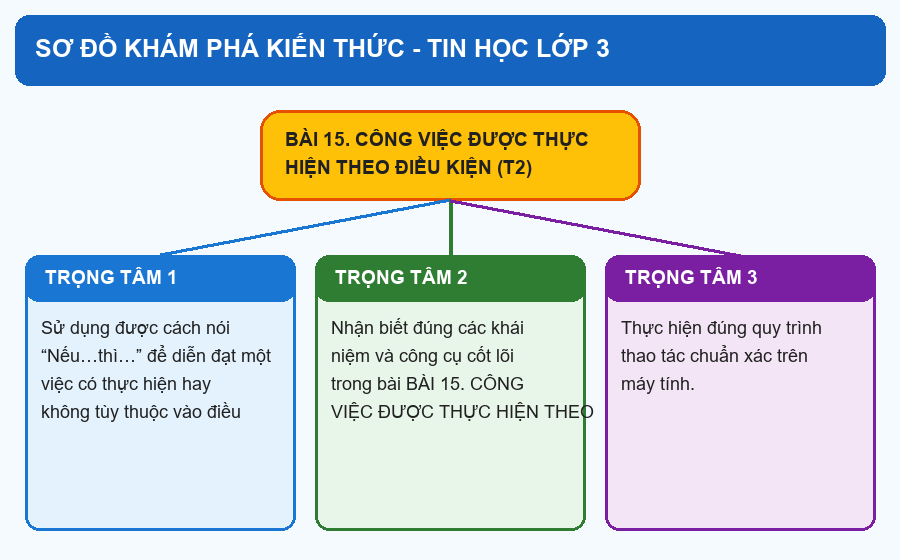 SƠ ĐỒ KHÁM PHÁ KIẾN THỨC - TIN HỌC LỚP 3
BÀI 15. CÔNG VIỆC ĐƯỢC THỰC
HIỆN THEO ĐIỀU KIỆN (T2)
TRỌNG TÂM 1
Sử dụng được cách nói
“Nếu…thì…” để diễn đạt một
việc có thực hiện hay
không tùy thuộc vào điều
TRỌNG TÂM 2
Nhận biết đúng các khái
niệm và công cụ cốt lõi
trong bài BÀI 15. CÔNG
VIỆC ĐƯỢC THỰC HIỆN THEO
TRỌNG TÂM 3
Thực hiện đúng quy trình
thao tác chuẩn xác trên
máy tính.